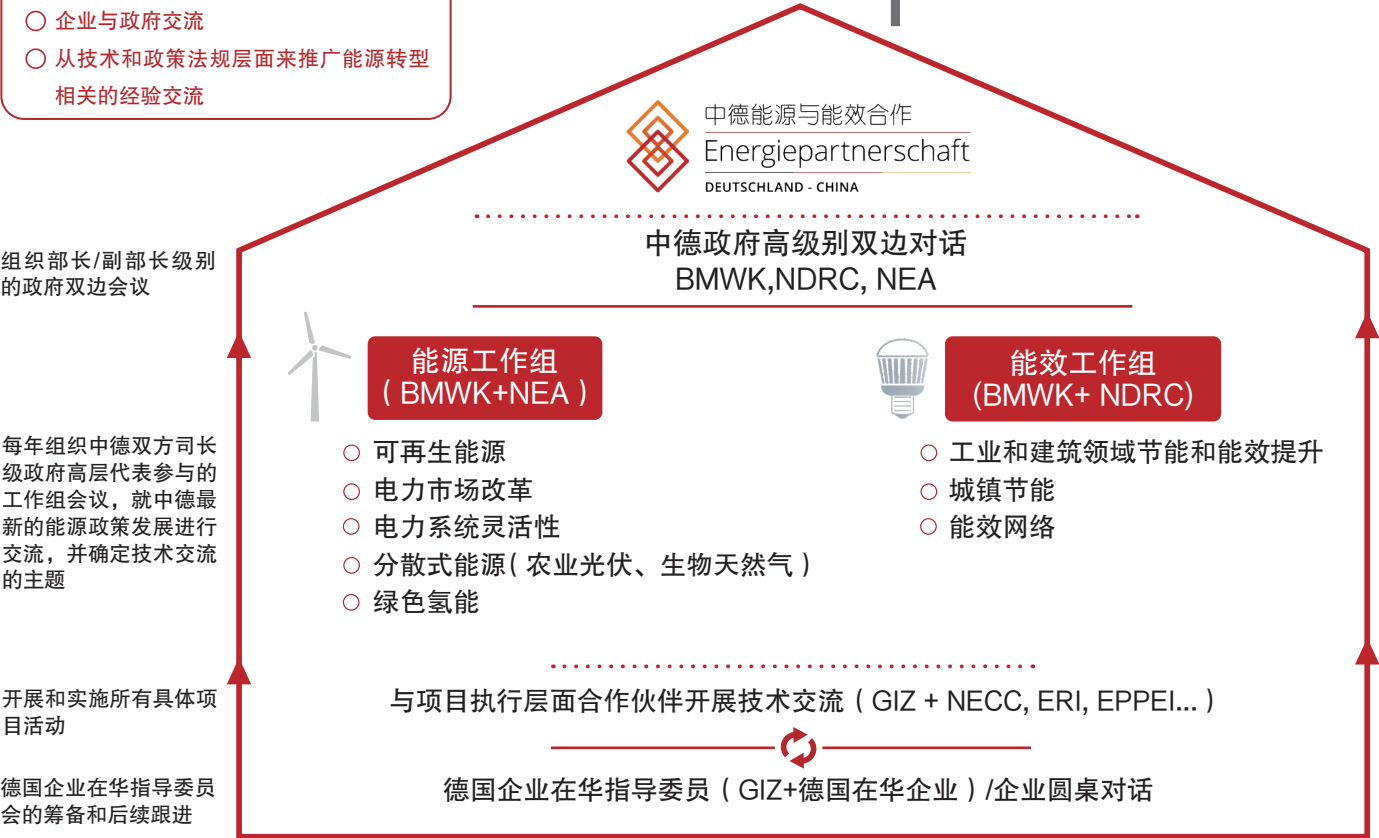 企业与政府交流
从技术和政策法规层面来推广能源转型
相关的经验交流
中德能源与能效合作
Energiepartnerschaft
DEUTSCHLAND - CHINA
组织部长/副部长级别
的政府双边会议
中德政府高级别双边对话
BMWK,NDRC, NEA
能源工作组
( BMWK+NEA )
能效工作组
(BMWK+ NDRC)
每年组织中德双方司长
级政府高层代表参与的
工作组会议，就中德最
新的能源政策发展进行
交流，并确定技术交流
的主题
可再生能源
电力市场改革
电力系统灵活性
分散式能源( 农业光伏、生物天然气 )
绿色氢能
工业和建筑领域节能和能效提升
城镇节能
能效网络
开展和实施所有具体项
目活动
与项目执行层面合作伙伴开展技术交流 ( GIZ + NECC, ERI, EPPEI... )
德国企业在华指导委员
会的筹备和后续跟进
德国企业在华指导委员 ( GIZ+德国在华企业 ) /企业圆桌对话